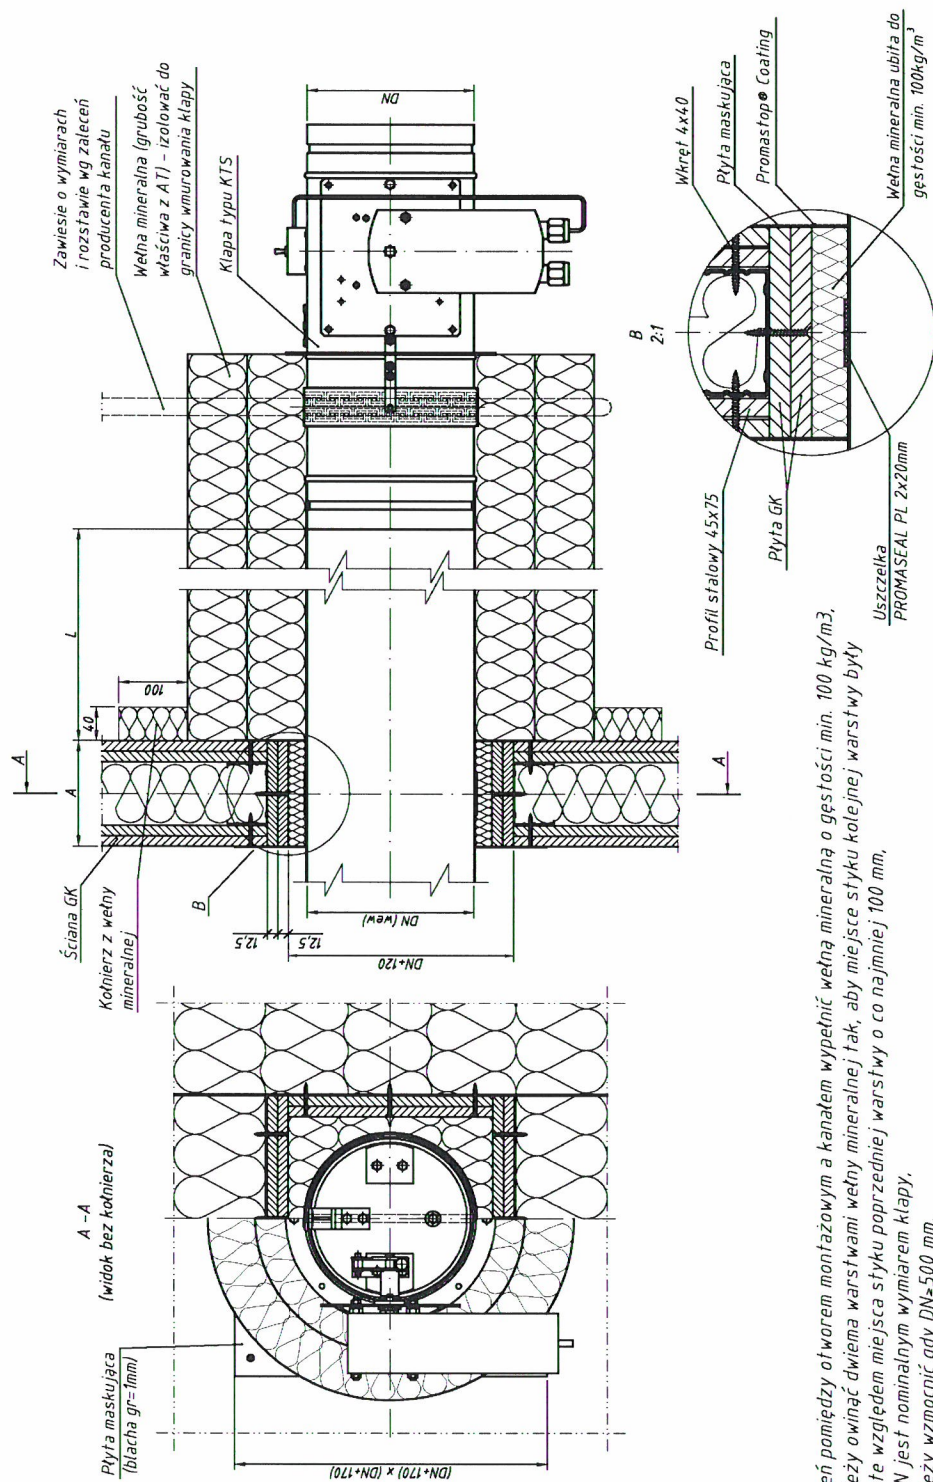 Zawiesie o wymiarach
i rozstawie wg zaleceń
producenta kanału
Wełna mineralna (grubość
właściwa z AT) - izolować do
granicy wmurowania klapy
Klapa typu KTS
DN
L
100
40
A
A
A
Ściana GK
Kołnierz z wełny
mineralnej
B
12,5
12,5
DN (wew)
DN+120
A - A
(widok bez kołnierza)
Płyta maskująca
(blacha gr=1mm)
(DN+170) x (DN+170)
B
2:1
Wkręt 4x40
Płyta maskująca
Promastop® Coating
Wełna mineralna ubita do
gęstości min. 100kg/m³
Profil stalowy 45x75
Płyta GK
Uszczelka
PROMASEAL PL 2x20mm
pomiędzy otworem montażowym a kanałem wypełnić wełną mineralną o gęstości min. 100 kg/m3,
owinąć dwiema warstwami wełny mineralnej tak, aby miejsce styku kolejnej warstwy były
względem miejsca styku poprzedniej warstwy o co najmniej 100 mm,
jest nominalnym wymiarem klapy,
wzmocnić gdy DN≥500 mm